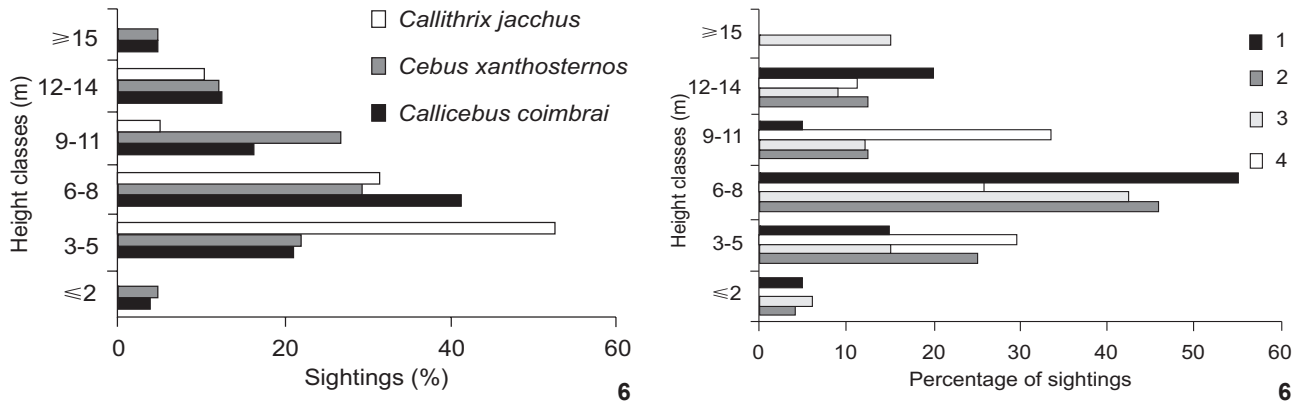 Callithrix jacchus
Cebus xanthosternos
Callicebus coimbrai
Height classes (m)
⩾15
12-14
9-11
6-8
3-5
⩽2
0 20 40 60
Sightings (%)
6
1
2
3
4
Height classes (m)
⩾15
12-14
9-11
6-8
3-5
⩽2
0 10 20 30 40 50 60
Percentage of sightings
6